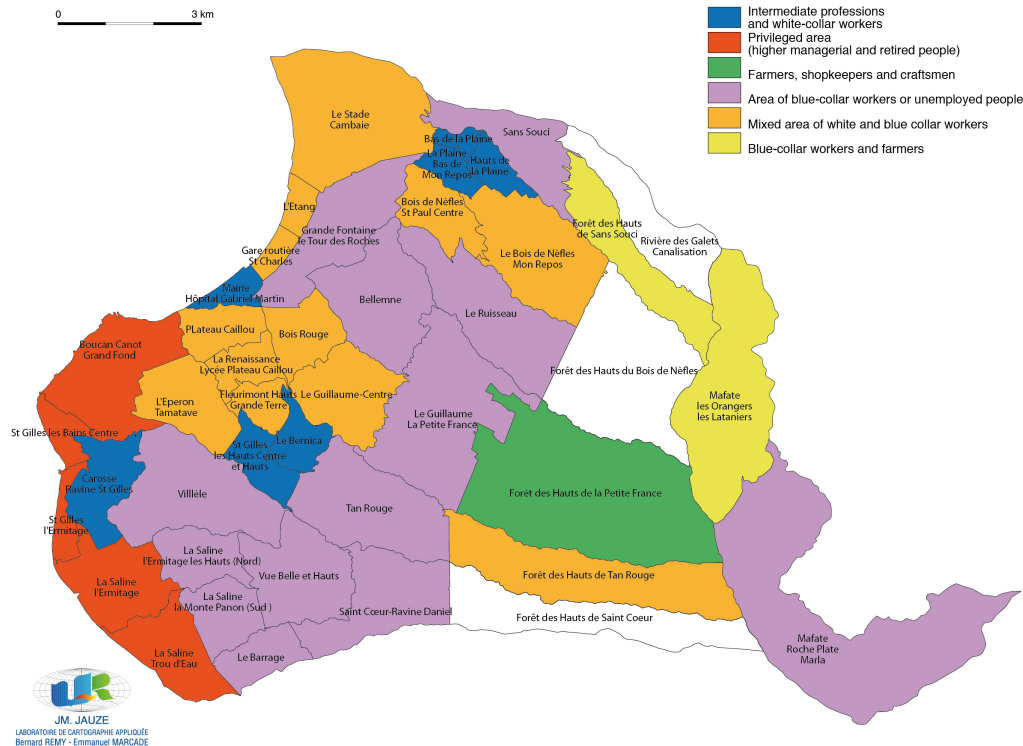 0 3 km
Intermediate professions
and white-collar workers
Privileged area
(higher managerial and retired people)
Farmers, shopkeepers and craftsmen
Area of blue-collar workers or unemployed people
Mixed area of white and blue collar workers
Blue-collar workers and farmers
Le Stade
Cambaie
Sans Souci
Bas de la Plaine
La Plaine
Bas de
Mon Repos
Hauts de
la Plaine
L'Etang
Bois de Nèfles
St Paul Centre
Grande Fontaine
le Tour des Roches
Forêt des Hauts
de Sans Souci
Rivière des Galets
Canalisation
Gare routière
St Charles
Le Bois de Nèfles
Mon Repos
Mairie
Hôpital Gabriel Martin
Bellemne
Le Ruisseau
PLateau Caillou
Bois Rouge
Boucan Canot
Grand Fond
La Renaissance
Lycée Plateau Caillou
Forêt des Hauts du Bois de Nèfles
Fleurimont Hauts
Grande Terre
Le Guillaume-Centre
L'Eperon
Tamatave
Mafate
les Orangers
les Lataniers
Le Guillaume
La Petite France
St Gilles les Bains Centre
St Gilles
les Hauts Centre
et Hauts
Le Bernica
Carosse
Ravine St Gilles
Villlèle
Forêt des Hauts de la Petite France
Tan Rouge
St Gilles
l'Ermitage
La Saline
l'Ermitage les Hauts (Nord)
Vue Belle et Hauts
Forêt des Hauts de Tan Rouge
La Saline
l'Ermitage
La Saline
la Monte Panon (Sud )
Saint Cœur-Ravine Daniel
Forêt des Hauts de Saint Coeur
Mafate
Roche Plate
Marla
La Saline
Trou d'Eau
Le Barrage
JM. JAUZE
LABORATOIRE DE CARTOGRAPHIE APPLIQUÉE
Bernard REMY - Emmanuel MARCADE